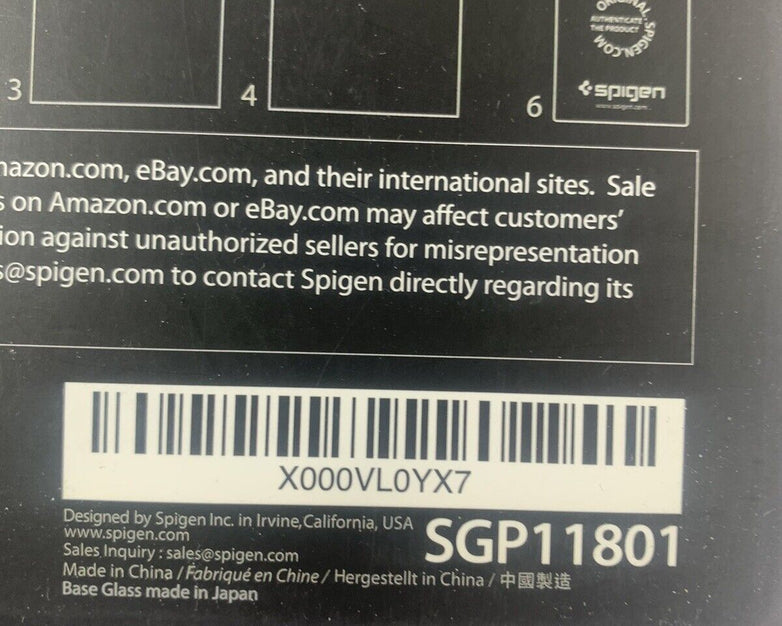 ORIGINAL.SPIGEN.COM
AUTHENTICATE
THE PRODUCT
3
4
6
spigen
www.spigen.com
mazon.com, eBay.com, and their international sites. Sale
s on Amazon.com or eBay.com may affect customers’
ion against unauthorized sellers for misrepresentation
s@spigen.com to contact Spigen directly regarding its
X000VL0YX7
Designed by Spigen Inc. in Irvine,California, USA
www.spigen.com
Sales Inquiry : sales@spigen.com
SGP11801
Made in China / Fabriqué en Chine / Hergestellt in China / 中國製造
Base Glass made in Japan